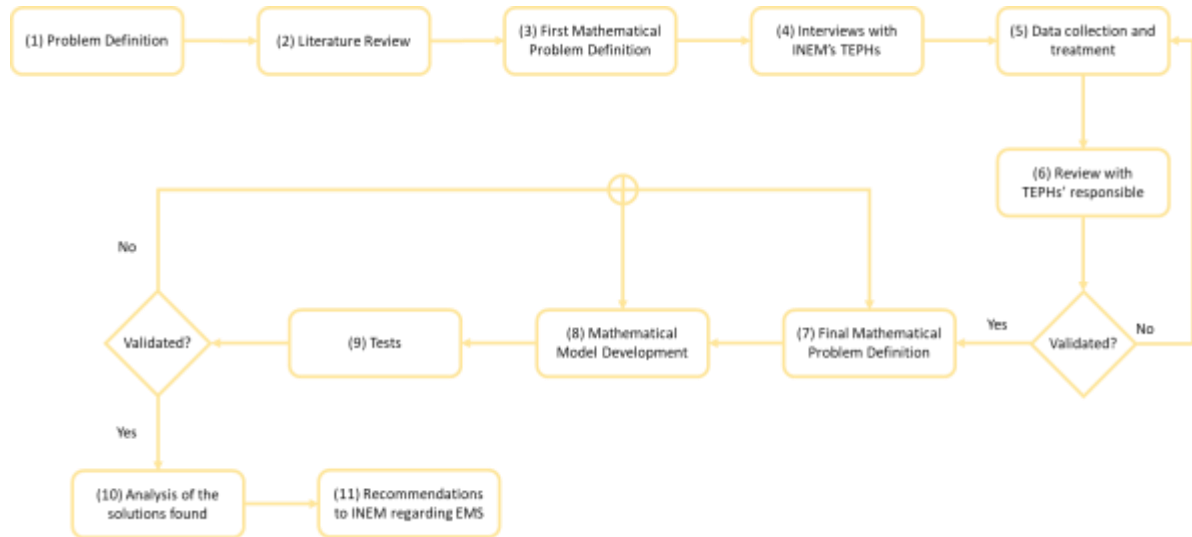 (1) Problem Definition
(2) Literature Review
(3) First Mathematical
Problem Definition
(4) Interviews with
INEM's TEPHs
(5) Data collection and
treatment
(6) Review with
TEPHs' responsible
Validated?
No
Yes
(7) Final Mathematical
Problem Definition
(8) Mathematical
Model Development
(9) Tests
Validated?
No
Yes
(10) Analysis of the
solutions found
(11) Recommendations
to INEM regarding EMS